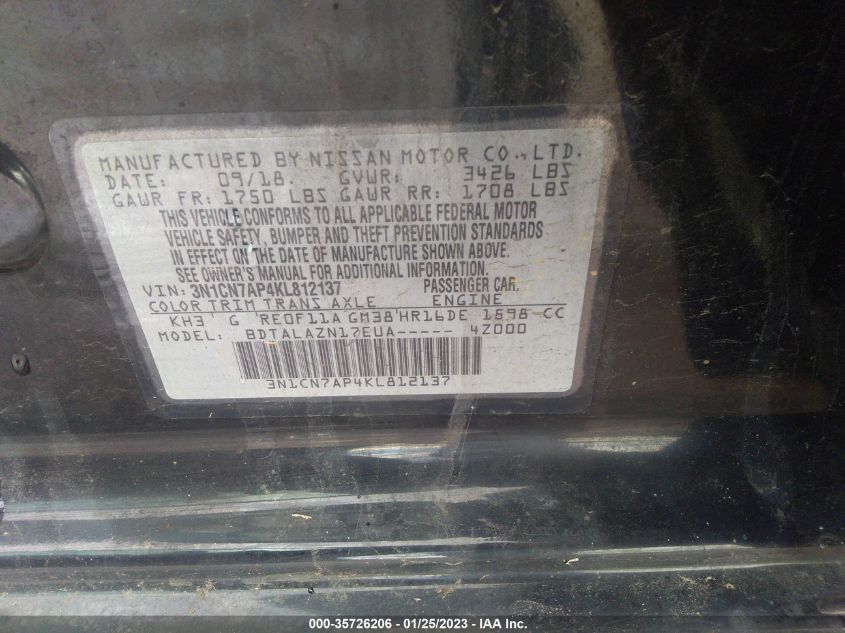 MANUFACTURED BY NISSAN MOTOR CO., LTD.
DATE: 09/18. GVWR: 3426 LBS
GAWR FR: 1750 LBS GAWR RR: 1708 LBS
THIS VEHICLE CONFORMS TO ALL APPLICABLE FEDERAL MOTOR
VEHICLE SAFETY, BUMPER AND THEFT PREVENTION STANDARDS
IN EFFECT ON THE DATE OF MANUFACTURE SHOWN ABOVE.
SEE OWNER'S MANUAL FOR ADDITIONAL INFORMATION.
VIN: 3N1CN7AP4KL812137 PASSENGER CAR.
COLOR TRIM TRANS AXLE ENGINE
KH3 G RE0F11A GM38 HR16DE 1598 CC
MODEL: BDTALAZN17EUA----- 4Z000
3N1CN7AP4KL812137
000-35726206 - 01/25/2023 - IAA Inc.